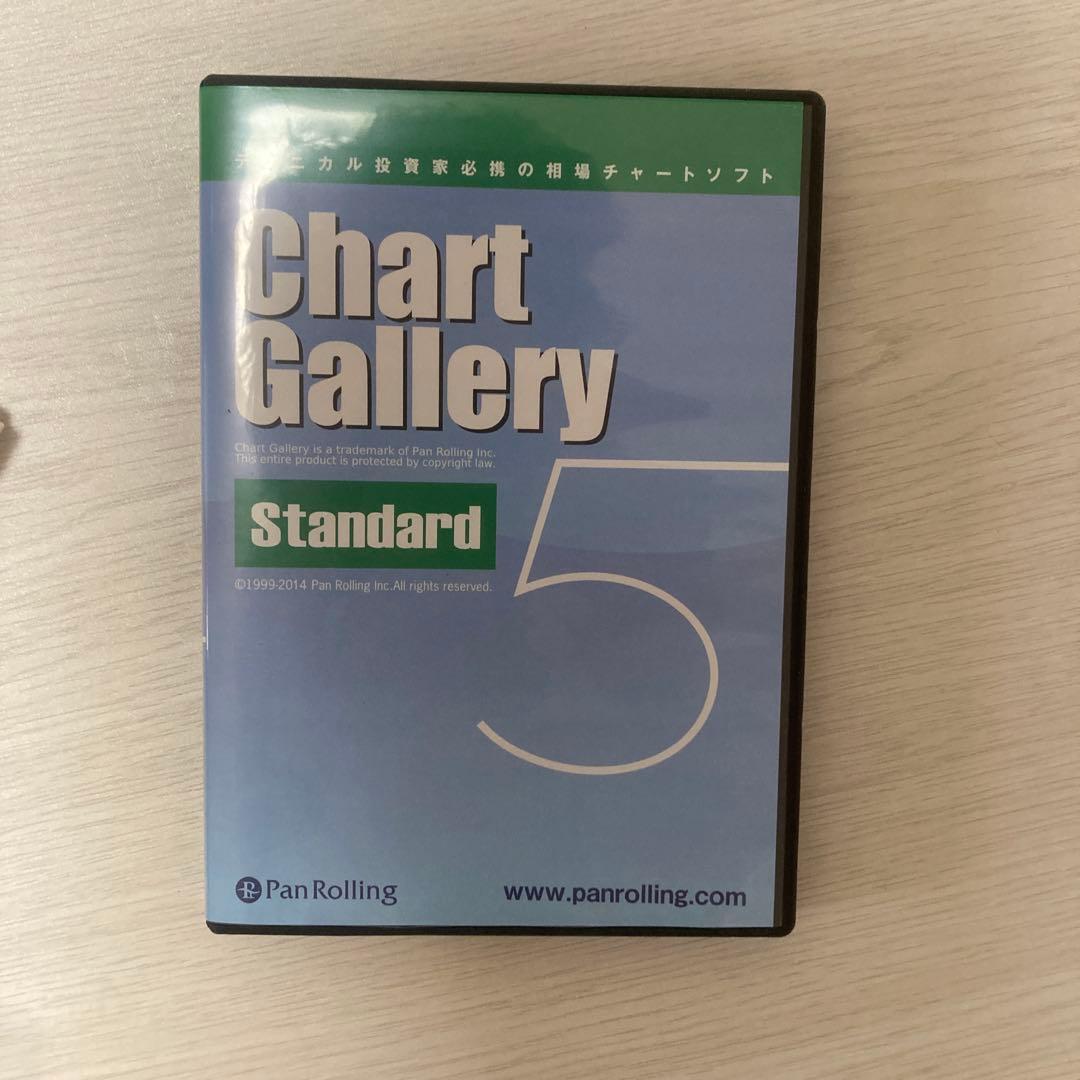 テクニカル投資家必携の相場チャートソフト
Chart
Gallery
Chart Gallery is a trademark of Pan Rolling Inc.
This entire product is protected by copyright law.
Standard
5
©1999-2014 Pan Rolling Inc.All rights reserved.
Pan Rolling
www.panrolling.com